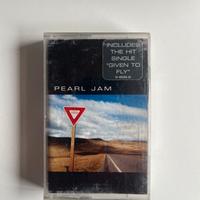 "INCLUDES
THE HIT
SINGLE
"GIVEN TO
FLY"
PEARL JAM